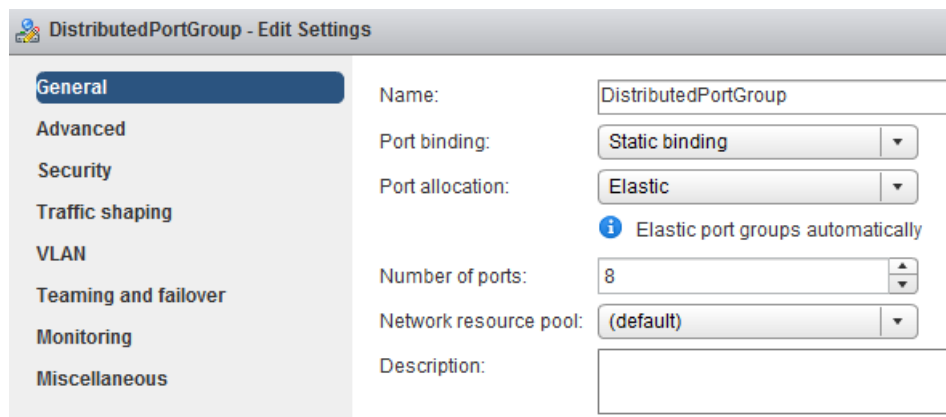 DistributedPortGroup - Edit Settings
General
Advanced
Security
Traffic shaping
VLAN
Teaming and failover
Monitoring
Miscellaneous
Name: DistributedPortGroup
Port binding: Static binding
Port allocation: Elastic
Elastic port groups automatically
Number of ports: 8
Network resource pool: (default)
Description: